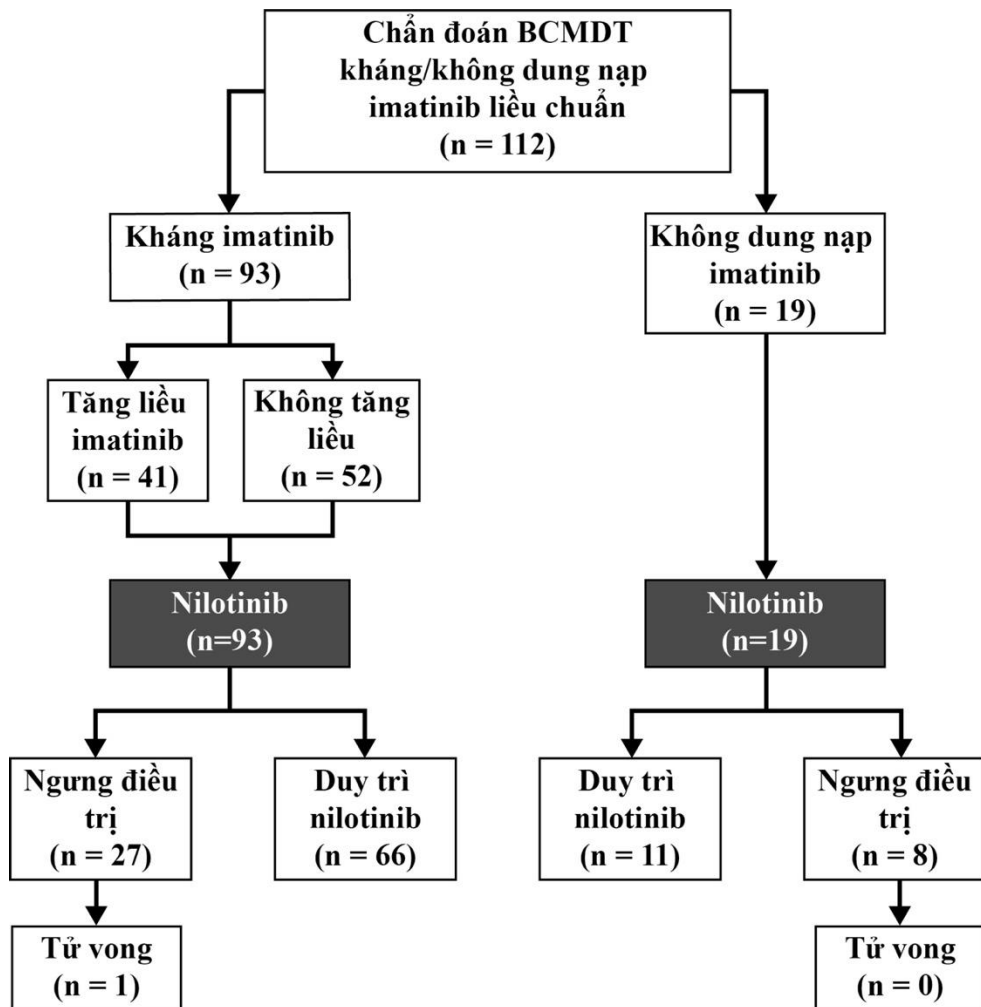 Chẩn đoán BCMDT
kháng/không dung nạp
imatinib liều chuẩn
(n = 112)
Kháng imatinib
(n = 93)
Không dung nạp
imatinib
(n = 19)
Tăng liều
imatinib
(n = 41)
Không tăng
liều
(n = 52)
Nilotinib
(n=93)
Nilotinib
(n=19)
Ngưng điều
trị
(n = 27)
Duy trì
nilotinib
(n = 66)
Duy trì
nilotinib
(n = 11)
Ngưng điều
trị
(n = 8)
Tử vong
(n = 1)
Tử vong
(n = 0)